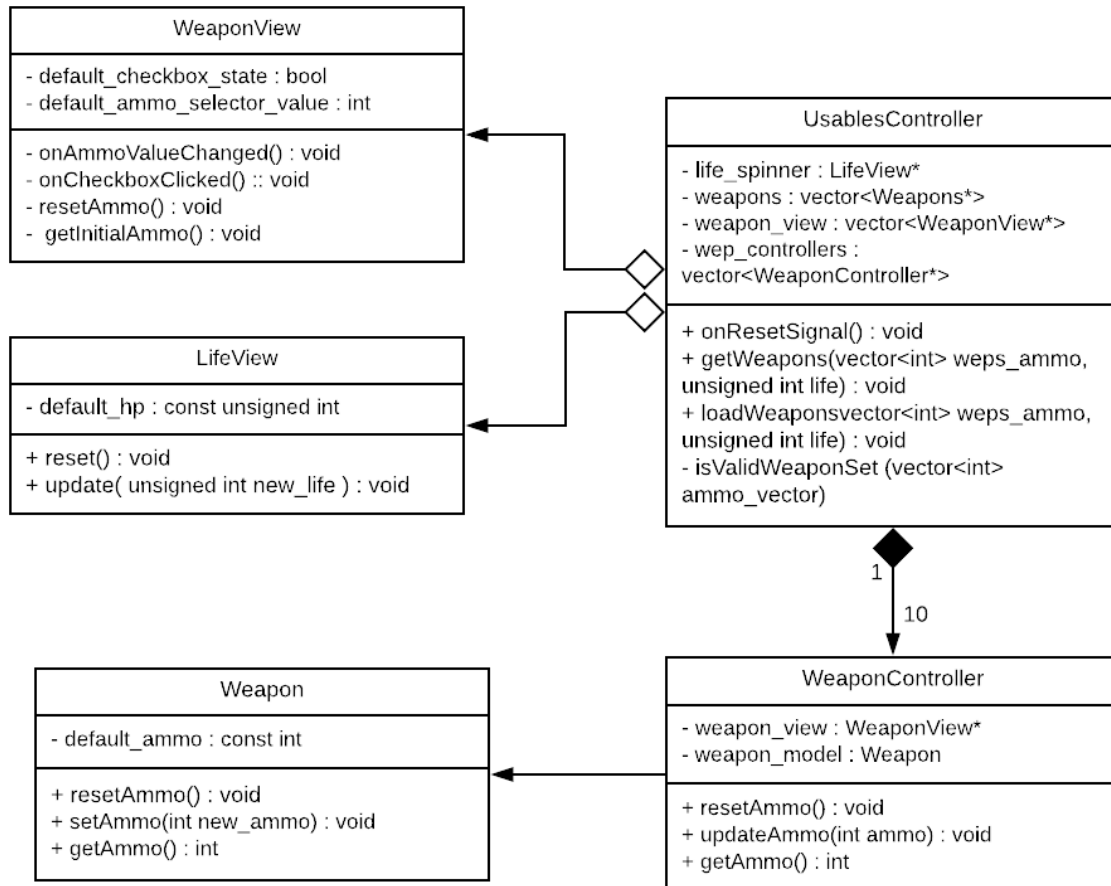 WeaponView
- default_checkbox_state : bool
- default_ammo_selector_value : int
- onAmmoValueChanged() : void
- onCheckboxClicked() :: void
- resetAmmo() : void
- getInitialAmmo() : void
UsablesController
- life_spinner : LifeView*
- weapons : vector<Weapons*>
- weapon_view : vector<WeaponView*>
- wep_controllers :
vector<WeaponController*>
+ onResetSignal() : void
+ getWeapons(vector<int> weps_ammo,
unsigned int life) : void
+ loadWeaponsvector<int> weps_ammo,
unsigned int life) : void
- isValidWeaponSet (vector<int>
ammo_vector)
LifeView
- default_hp : const unsigned int
+ reset() : void
+ update( unsigned int new_life ) : void
1
10
Weapon
- default_ammo : const int
+ resetAmmo() : void
+ setAmmo(int new_ammo) : void
+ getAmmo() : int
WeaponController
- weapon_view : WeaponView*
- weapon_model : Weapon
+ resetAmmo() : void
+ updateAmmo(int ammo) : void
+ getAmmo() : int